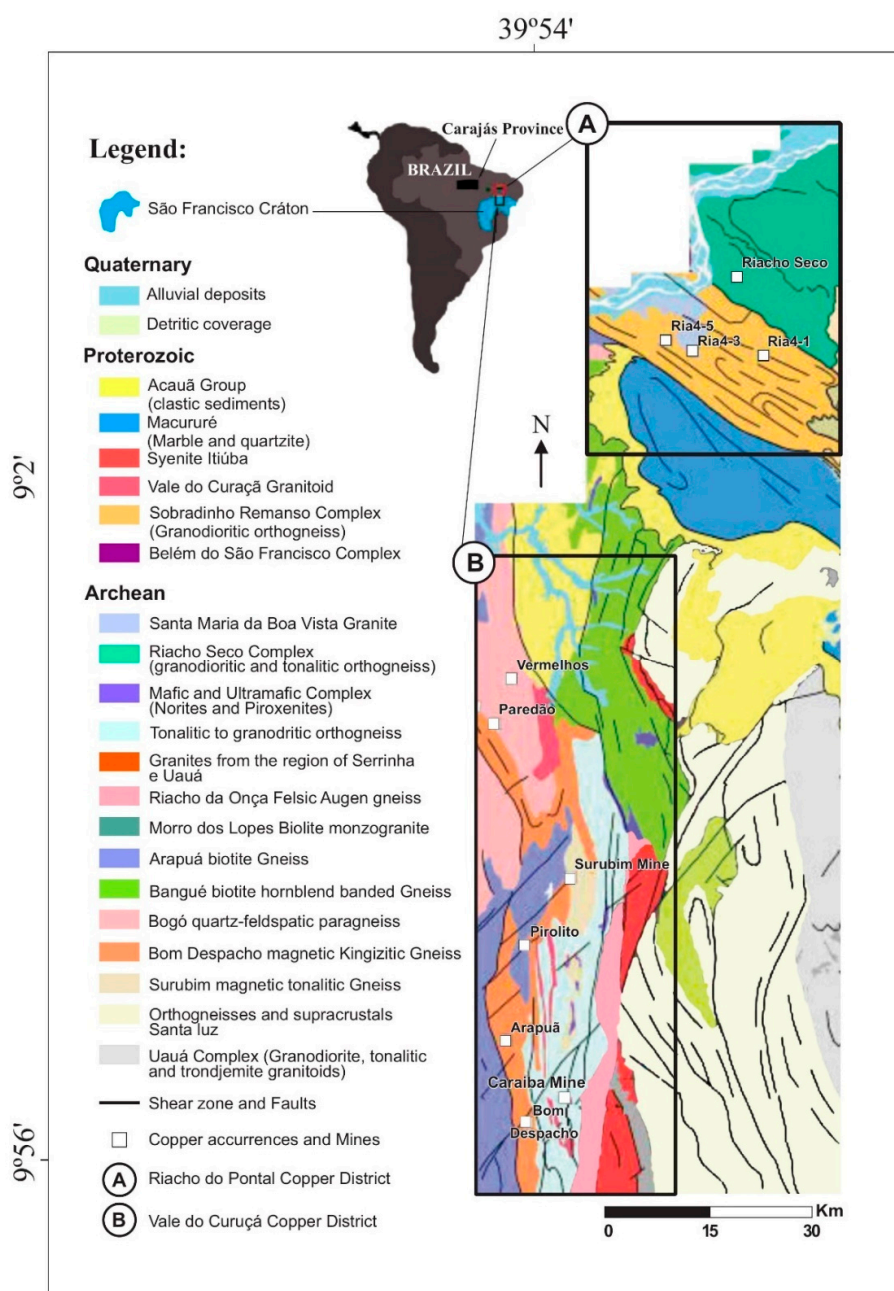 39º54'
Legend:
São Francisco Cráton
Quaternary
Alluvial deposits
Detritic coverage
Proterozoic
Acauã Group
(clastic sediments)
Macururé
(Marble and quartzite)
Syenite Itiúba
Vale do Curaçã Granitoid
Sobradinho Remanso Complex
(Granodioritic orthogneiss)
Belém do São Francisco Complex
Archean
Santa Maria da Boa Vista Granite
Riacho Seco Complex
(granodioritic and tonalitic orthogneiss)
Mafic and Ultramafic Complex
(Norites and Piroxenites)
Tonalitic to granodritic orthogneiss
Granites from the region of Serrinha
e Uauá
Riacho da Onça Felsic Augen gneiss
Morro dos Lopes Biolite monzogranite
Arapuá biotite Gneiss
Bangué biotite hornblend banded Gneiss
Bogó quartz-feldspatic paragneiss
Bom Despacho magnetic Kingizitic Gneiss
Surubim magnetic tonalitic Gneiss
Orthogneisses and supracrustals
Santa luz
Uauá Complex (Granodiorite, tonalitic
and trondjemite granitoids)
Shear zone and Faults
Copper accurrences and Mines
A Riacho do Pontal Copper District
B Vale do Curuçá Copper District
9º2'
9º56'
Carajás Province
BRAZIL
A
Riacho Seco
Ria4-5
Ria4-3
Ria4-1
N
B
Vermelhos
Paredão
Surubim Mine
Pirolito
Arapuã
Caraiba Mine
Bom
Despacho
Km
0 15 30